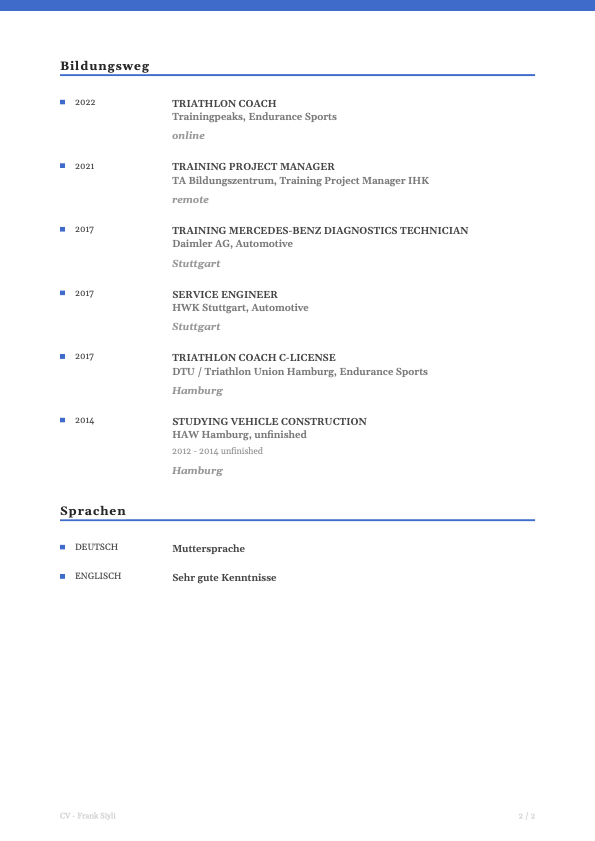 Bildungsweg
2022 TRIATHLON COACH
Trainingpeaks, Endurance Sports
online
2021 TRAINING PROJECT MANAGER
TA Bildungszentrum, Training Project Manager IHK
remote
2017 TRAINING MERCEDES-BENZ DIAGNOSTICS TECHNICIAN
Daimler AG, Automotive
Stuttgart
2017 SERVICE ENGINEER
HWK Stuttgart, Automotive
Stuttgart
2017 TRIATHLON COACH C-LICENSE
DTU / Triathlon Union Hamburg, Endurance Sports
Hamburg
2014 STUDYING VEHICLE CONSTRUCTION
HAW Hamburg, unfinished
2012 - 2014 unfinished
Hamburg
Sprachen
DEUTSCH Muttersprache
ENGLISCH Sehr gute Kenntnisse
CV - Frank Siyli 2 / 2